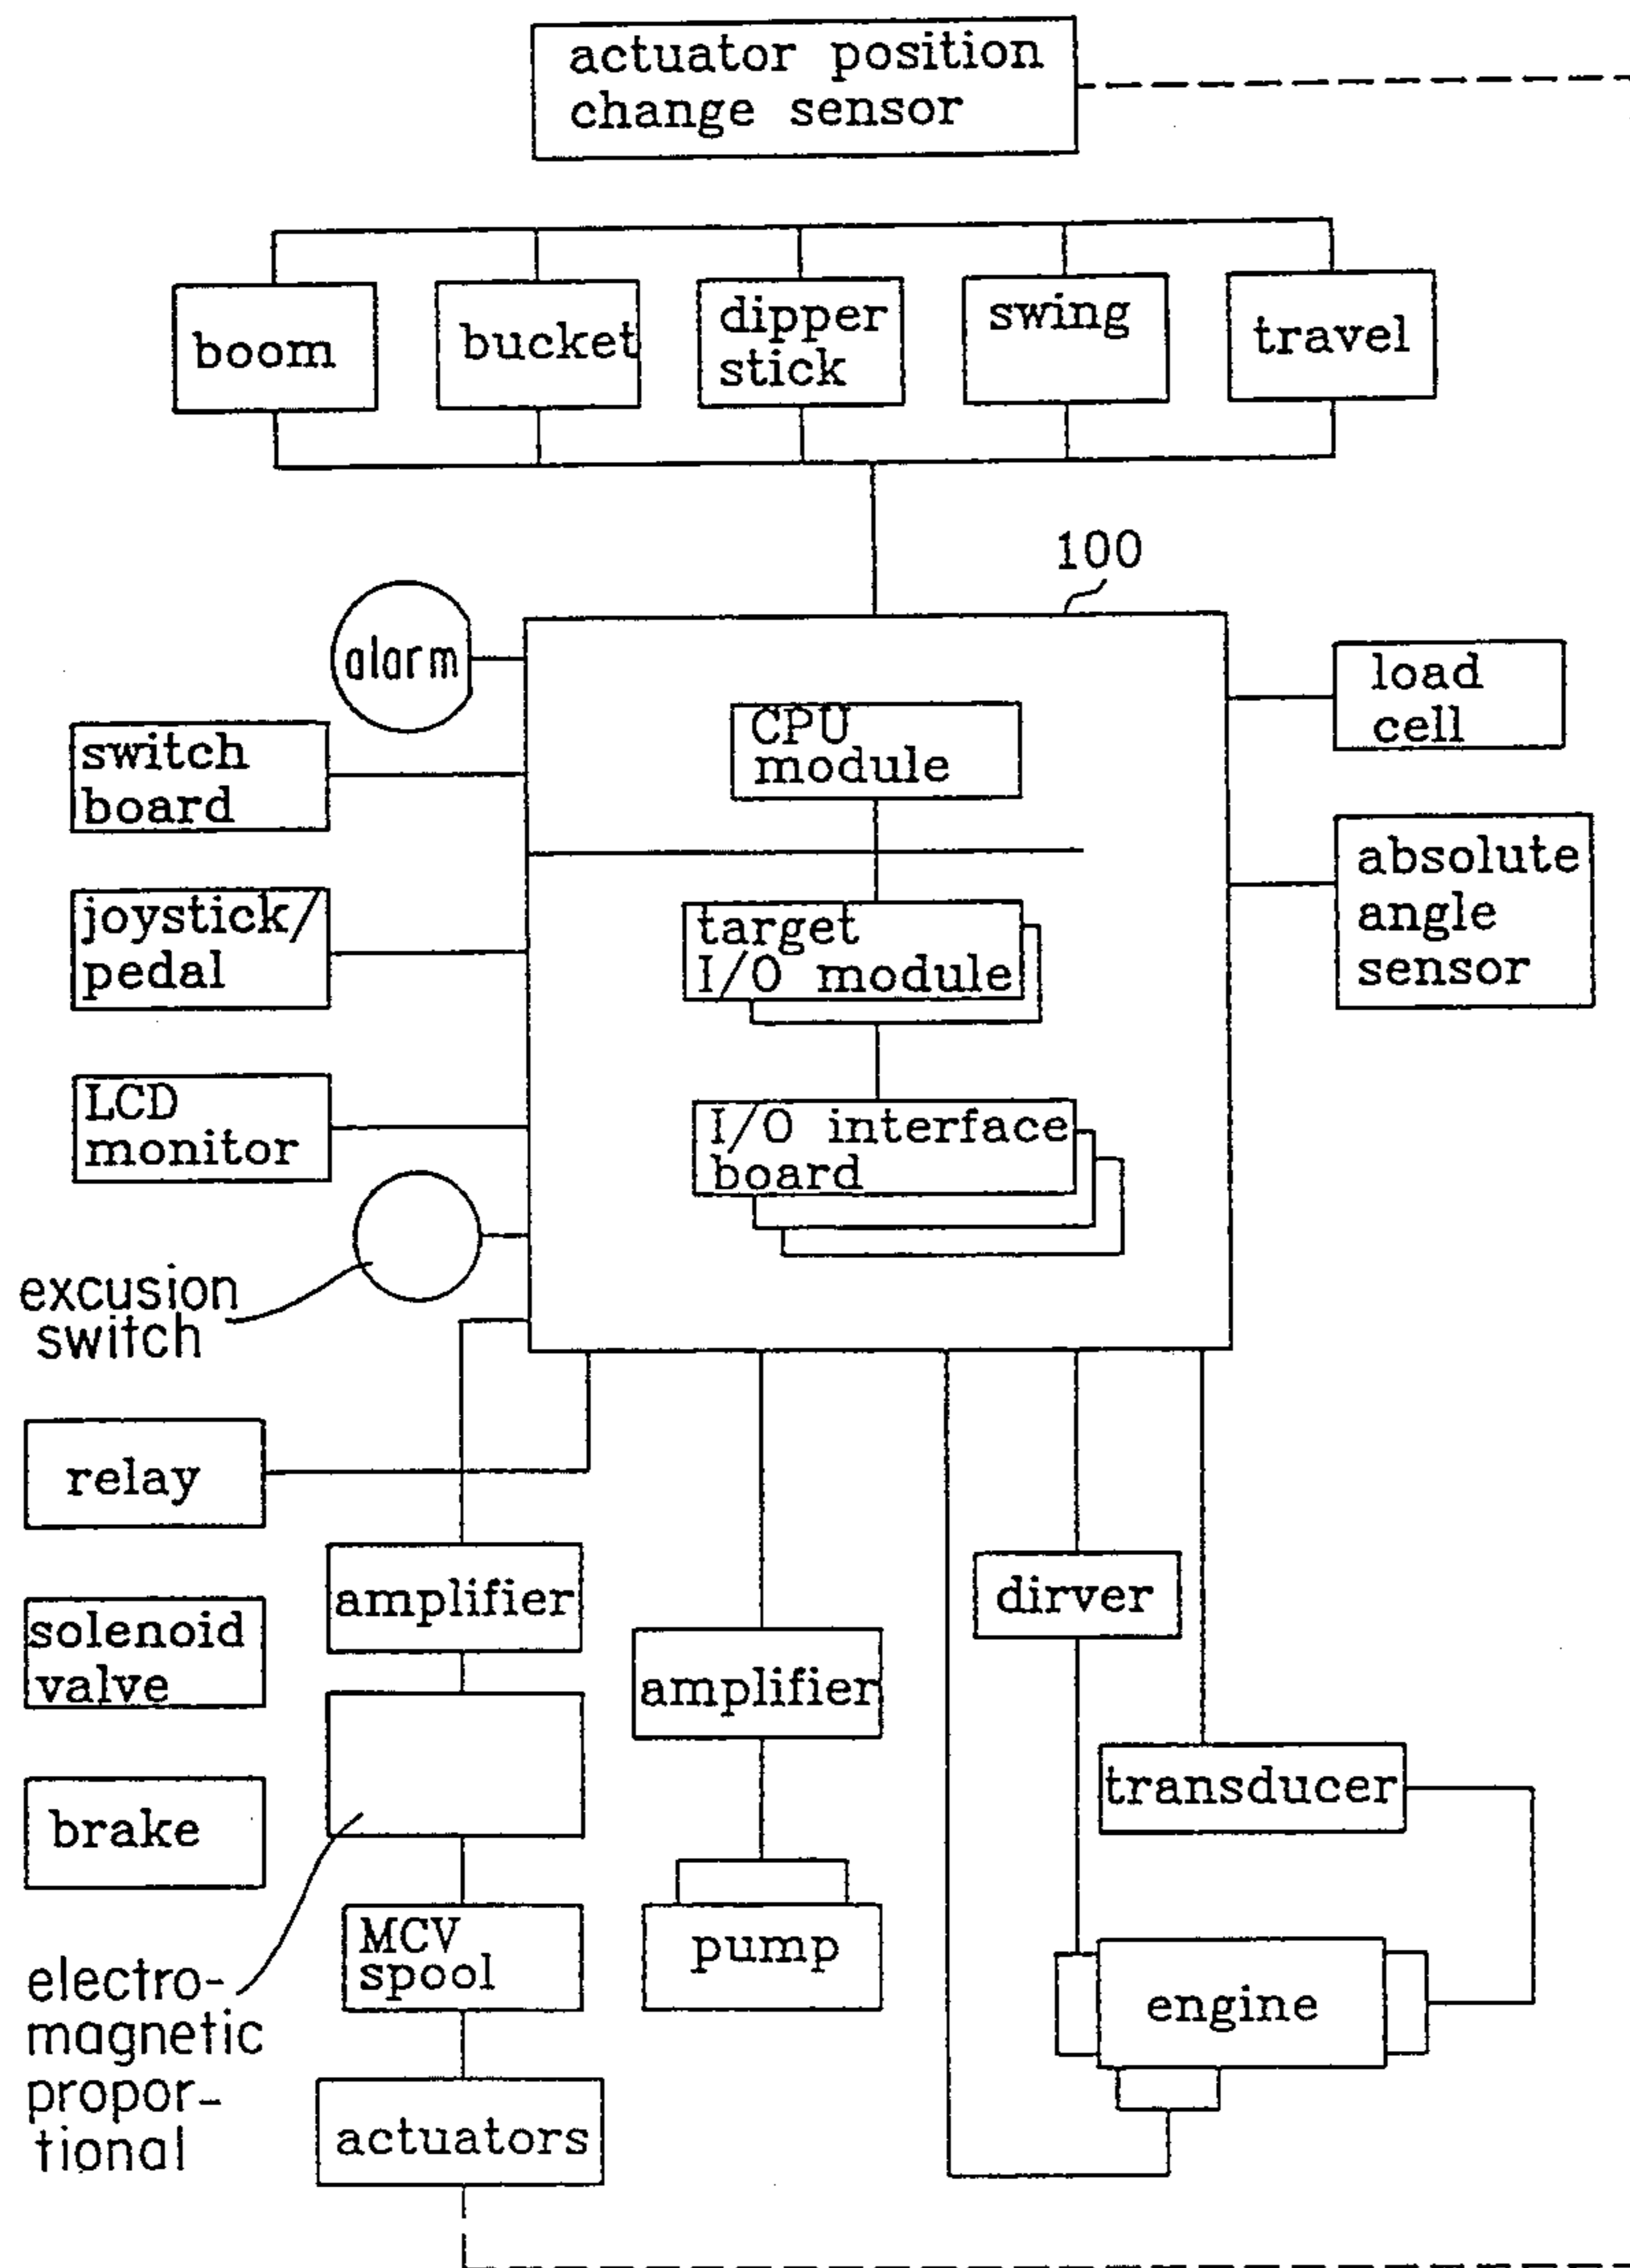 actuator position
change sensor
boom
bucket
dipper
stick
swing
travel
100
alarm
CPU
module
load
cell
switch
board
absolute
angle
sensor
joystick/
pedal
target
I/O module
LCD
monitor
I/O interface
board
excusion
switch
relay
amplifier
dirver
solenoid
valve
amplifier
transducer
brake
MCV
spool
pump
engine
electro-
magnetic
propor-
tional
actuators